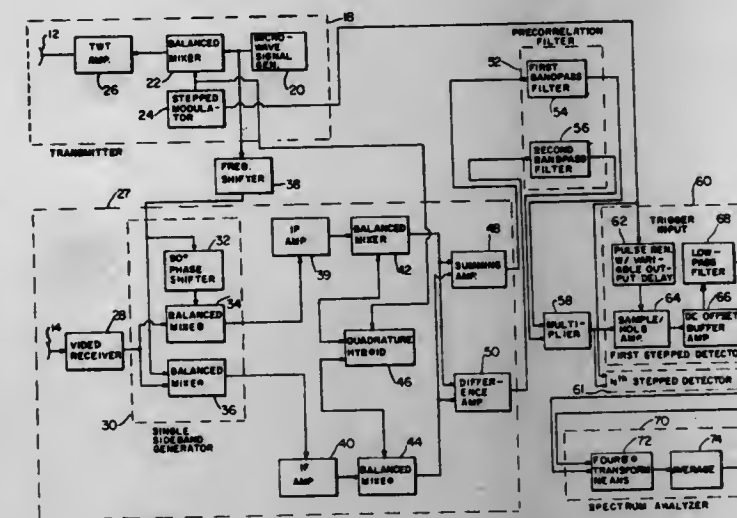 12
TWT
AMP.
26
BALANCED
MIXER
22
MICRO-
WAVE SIGNAL
GEN.
20
18
24
STEPPED
MODULA-
TOR
TRANSMITTER
PRECORRELATION
FILTER
52
FIRST
BANDPASS
FILTER
54
56
SECOND
BANDPASS
FILTER
FREQ.
SHIFTER
38
27
32
90°
PHASE
SHIFTER
34
BALANCED
MIXER
14
28
VIDEO
RECEIVER
BALANCED
MIXER
36
30
SINGLE
SIDEBAND
GENERATOR
IF
AMP
39
BALANCED
MIXER
42
QUADRATURE
HYBRID
46
IF
AMP
40
44
BALANCED
MIXER
48
SUMMING
AMP.
50
DIFFER-
ENCE
AMP
58
MULTI-
PLIER
60
TRIGGER
INPUT
62
PULSE GEN.
W/ VARI-
ABLE OUT-
PUT DELAY
68
LOW-
PASS
FILTER
64
SAMPLE/
HOLD
AMP.
66
DC OFFSET
BUFFER
AMP
FIRST STEPPED DETECTOR
Nth STEPPED DETECTOR
61
70
72
FOURIER
TRANSFORM
MEANS
74
AVERAGE
SPECTRUM ANALYZER